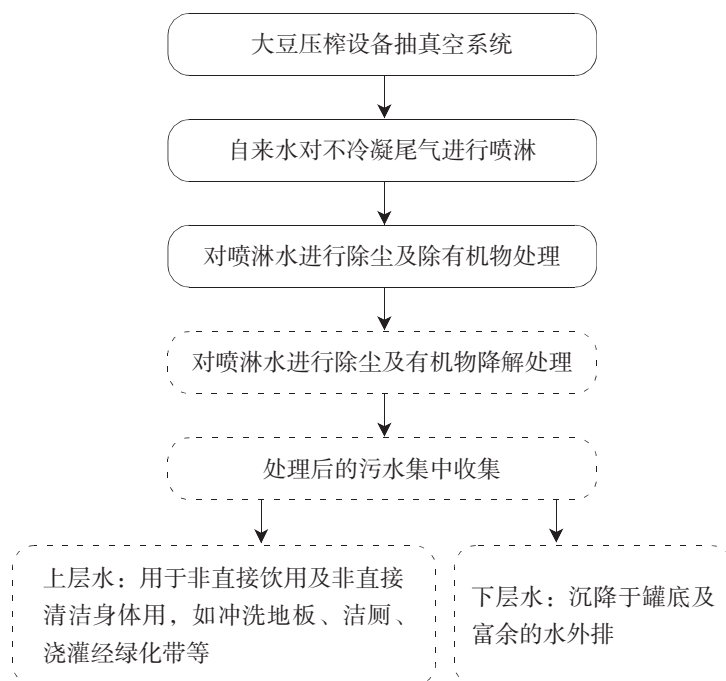 大豆压榨设备抽真空系统
自来水对不冷凝尾气进行喷淋
对喷淋水进行除尘及除有机物处理
对喷淋水进行除尘及有机物降解处理
处理后的污水集中收集
上层水：用于非直接饮用及非直接
清洁身体用，如冲洗地板、洁厕、
浇灌经绿化带等
下层水：沉降于罐底及
富余的水外排